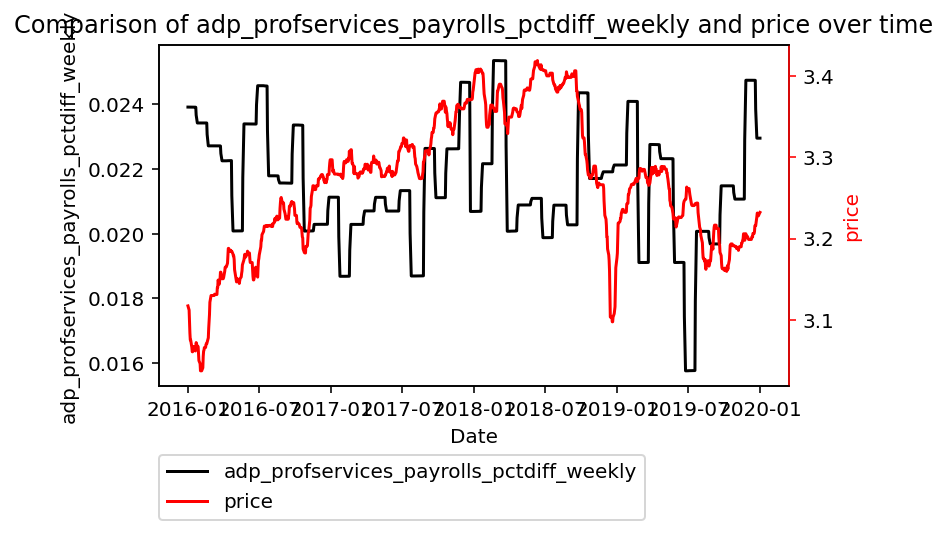 Comparison of adp_profservices_payrolls_pctdiff_weekly and price over time
adp_profservices_payrolls_pctdiff_weekly
0.024
0.022
0.020
0.018
0.016
3.4
3.3
3.2
3.1
price
2016-01 2016-07 2017-01 2017-07 2018-01 2018-07 2019-01 2019-07 2020-01
Date
adp_profservices_payrolls_pctdiff_weekly
price